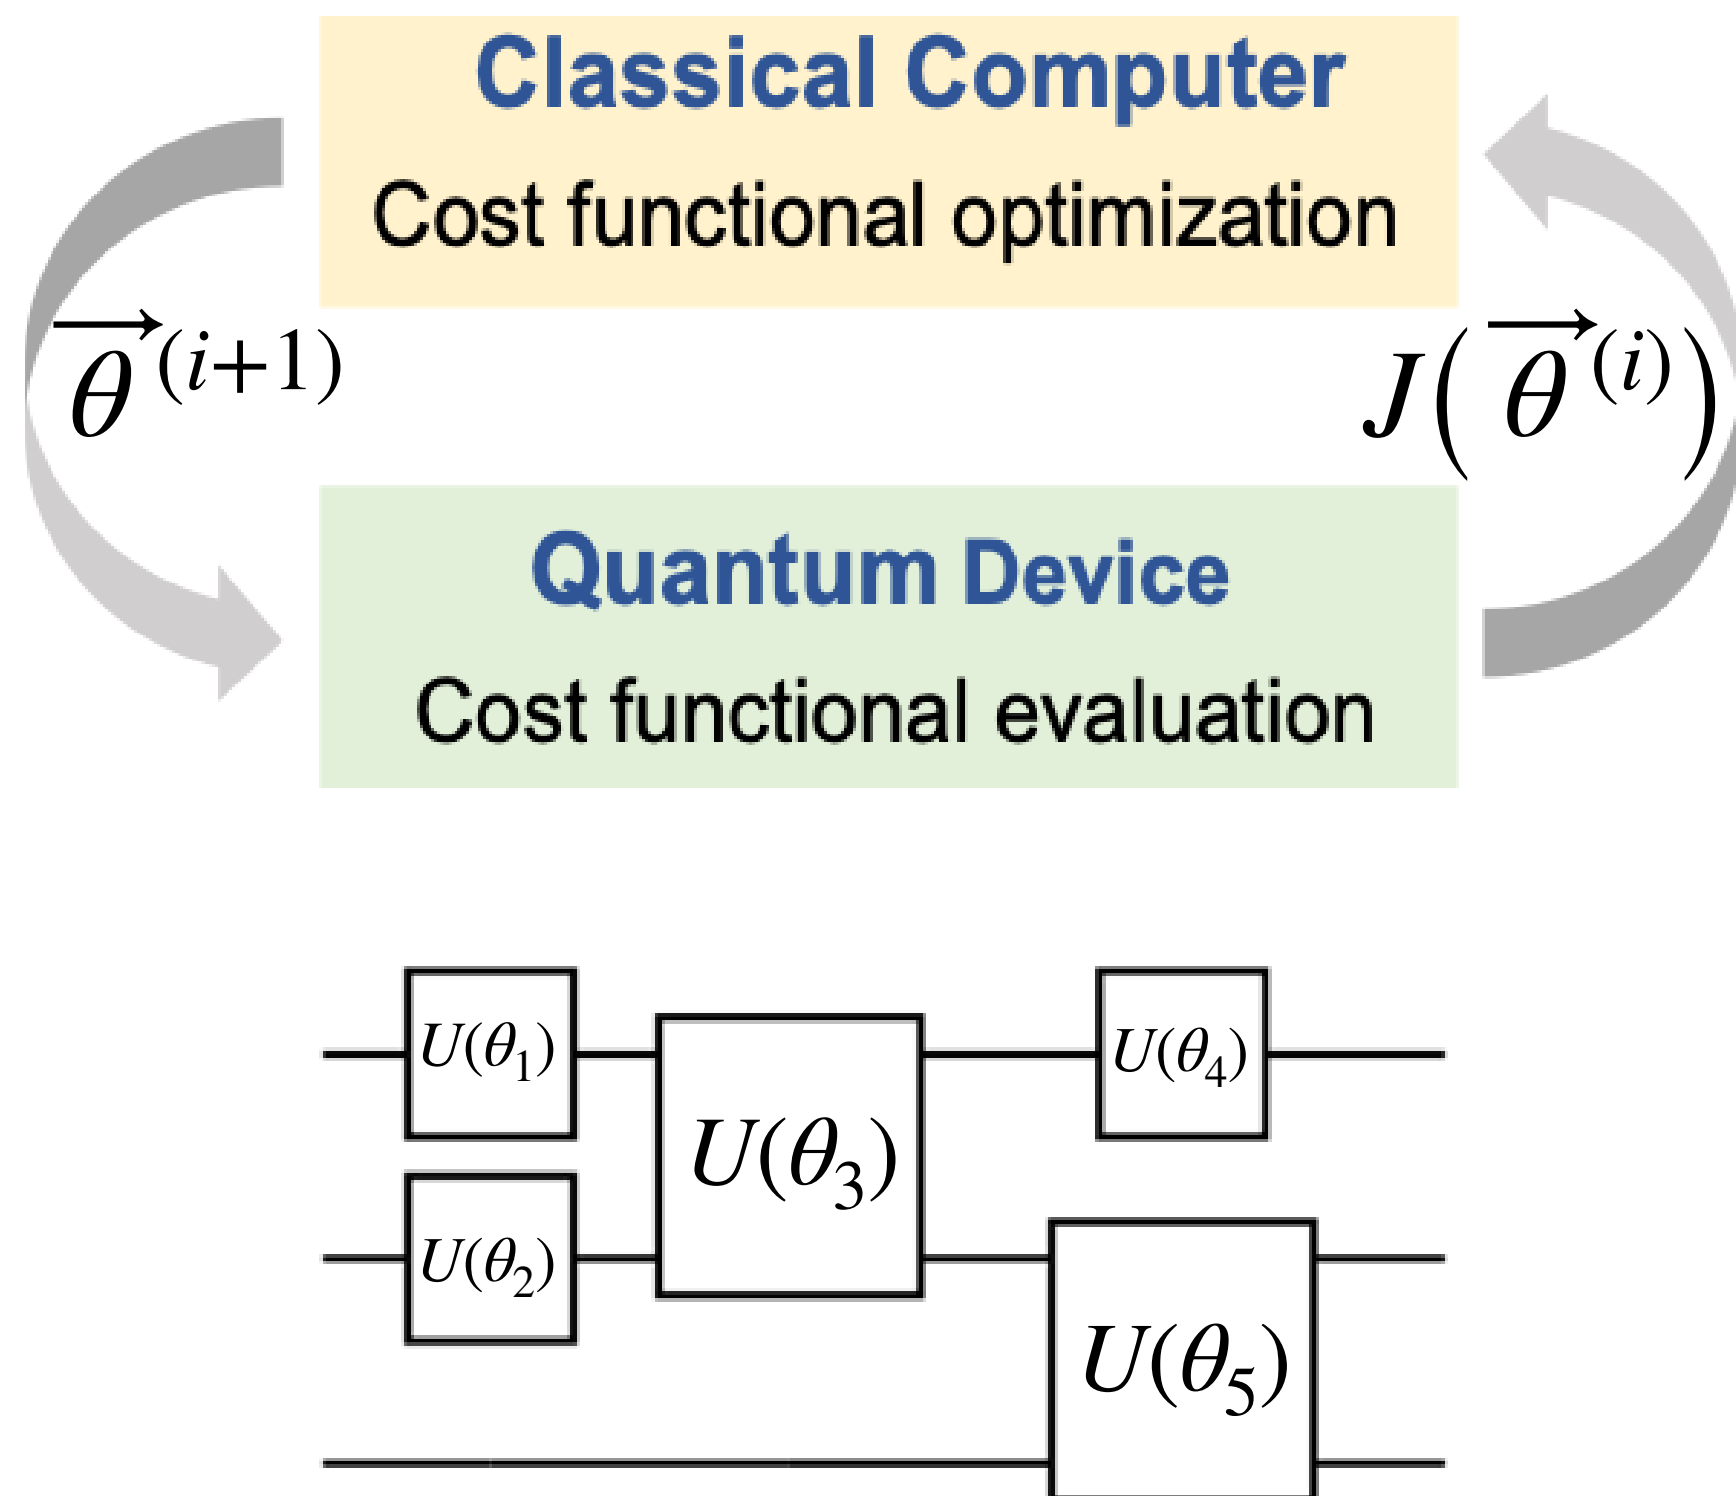 Classical Computer
Cost functional optimization
θ⃗^(i+1)
J(θ⃗^(i))
Quantum Device
Cost functional evaluation
U(θ₁)
U(θ₄)
U(θ₃)
U(θ₂)
U(θ₅)